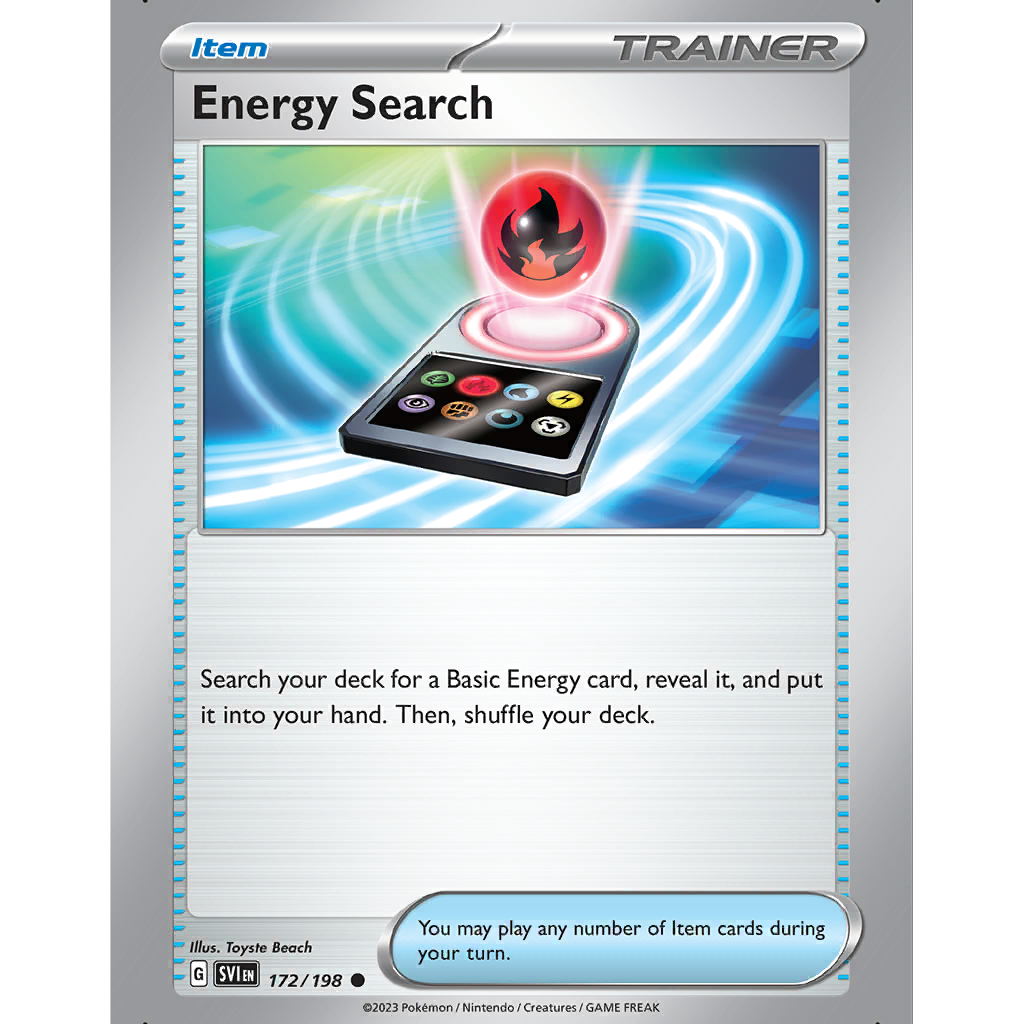 Item
TRAINER
Energy Search
Search your deck for a Basic Energy card, reveal it, and put
it into your hand. Then, shuffle your deck.
You may play any number of Item cards during
your turn.
Illus. Toyste Beach
G SVI EN 172/198
©2023 Pokémon / Nintendo / Creatures / GAME FREAK